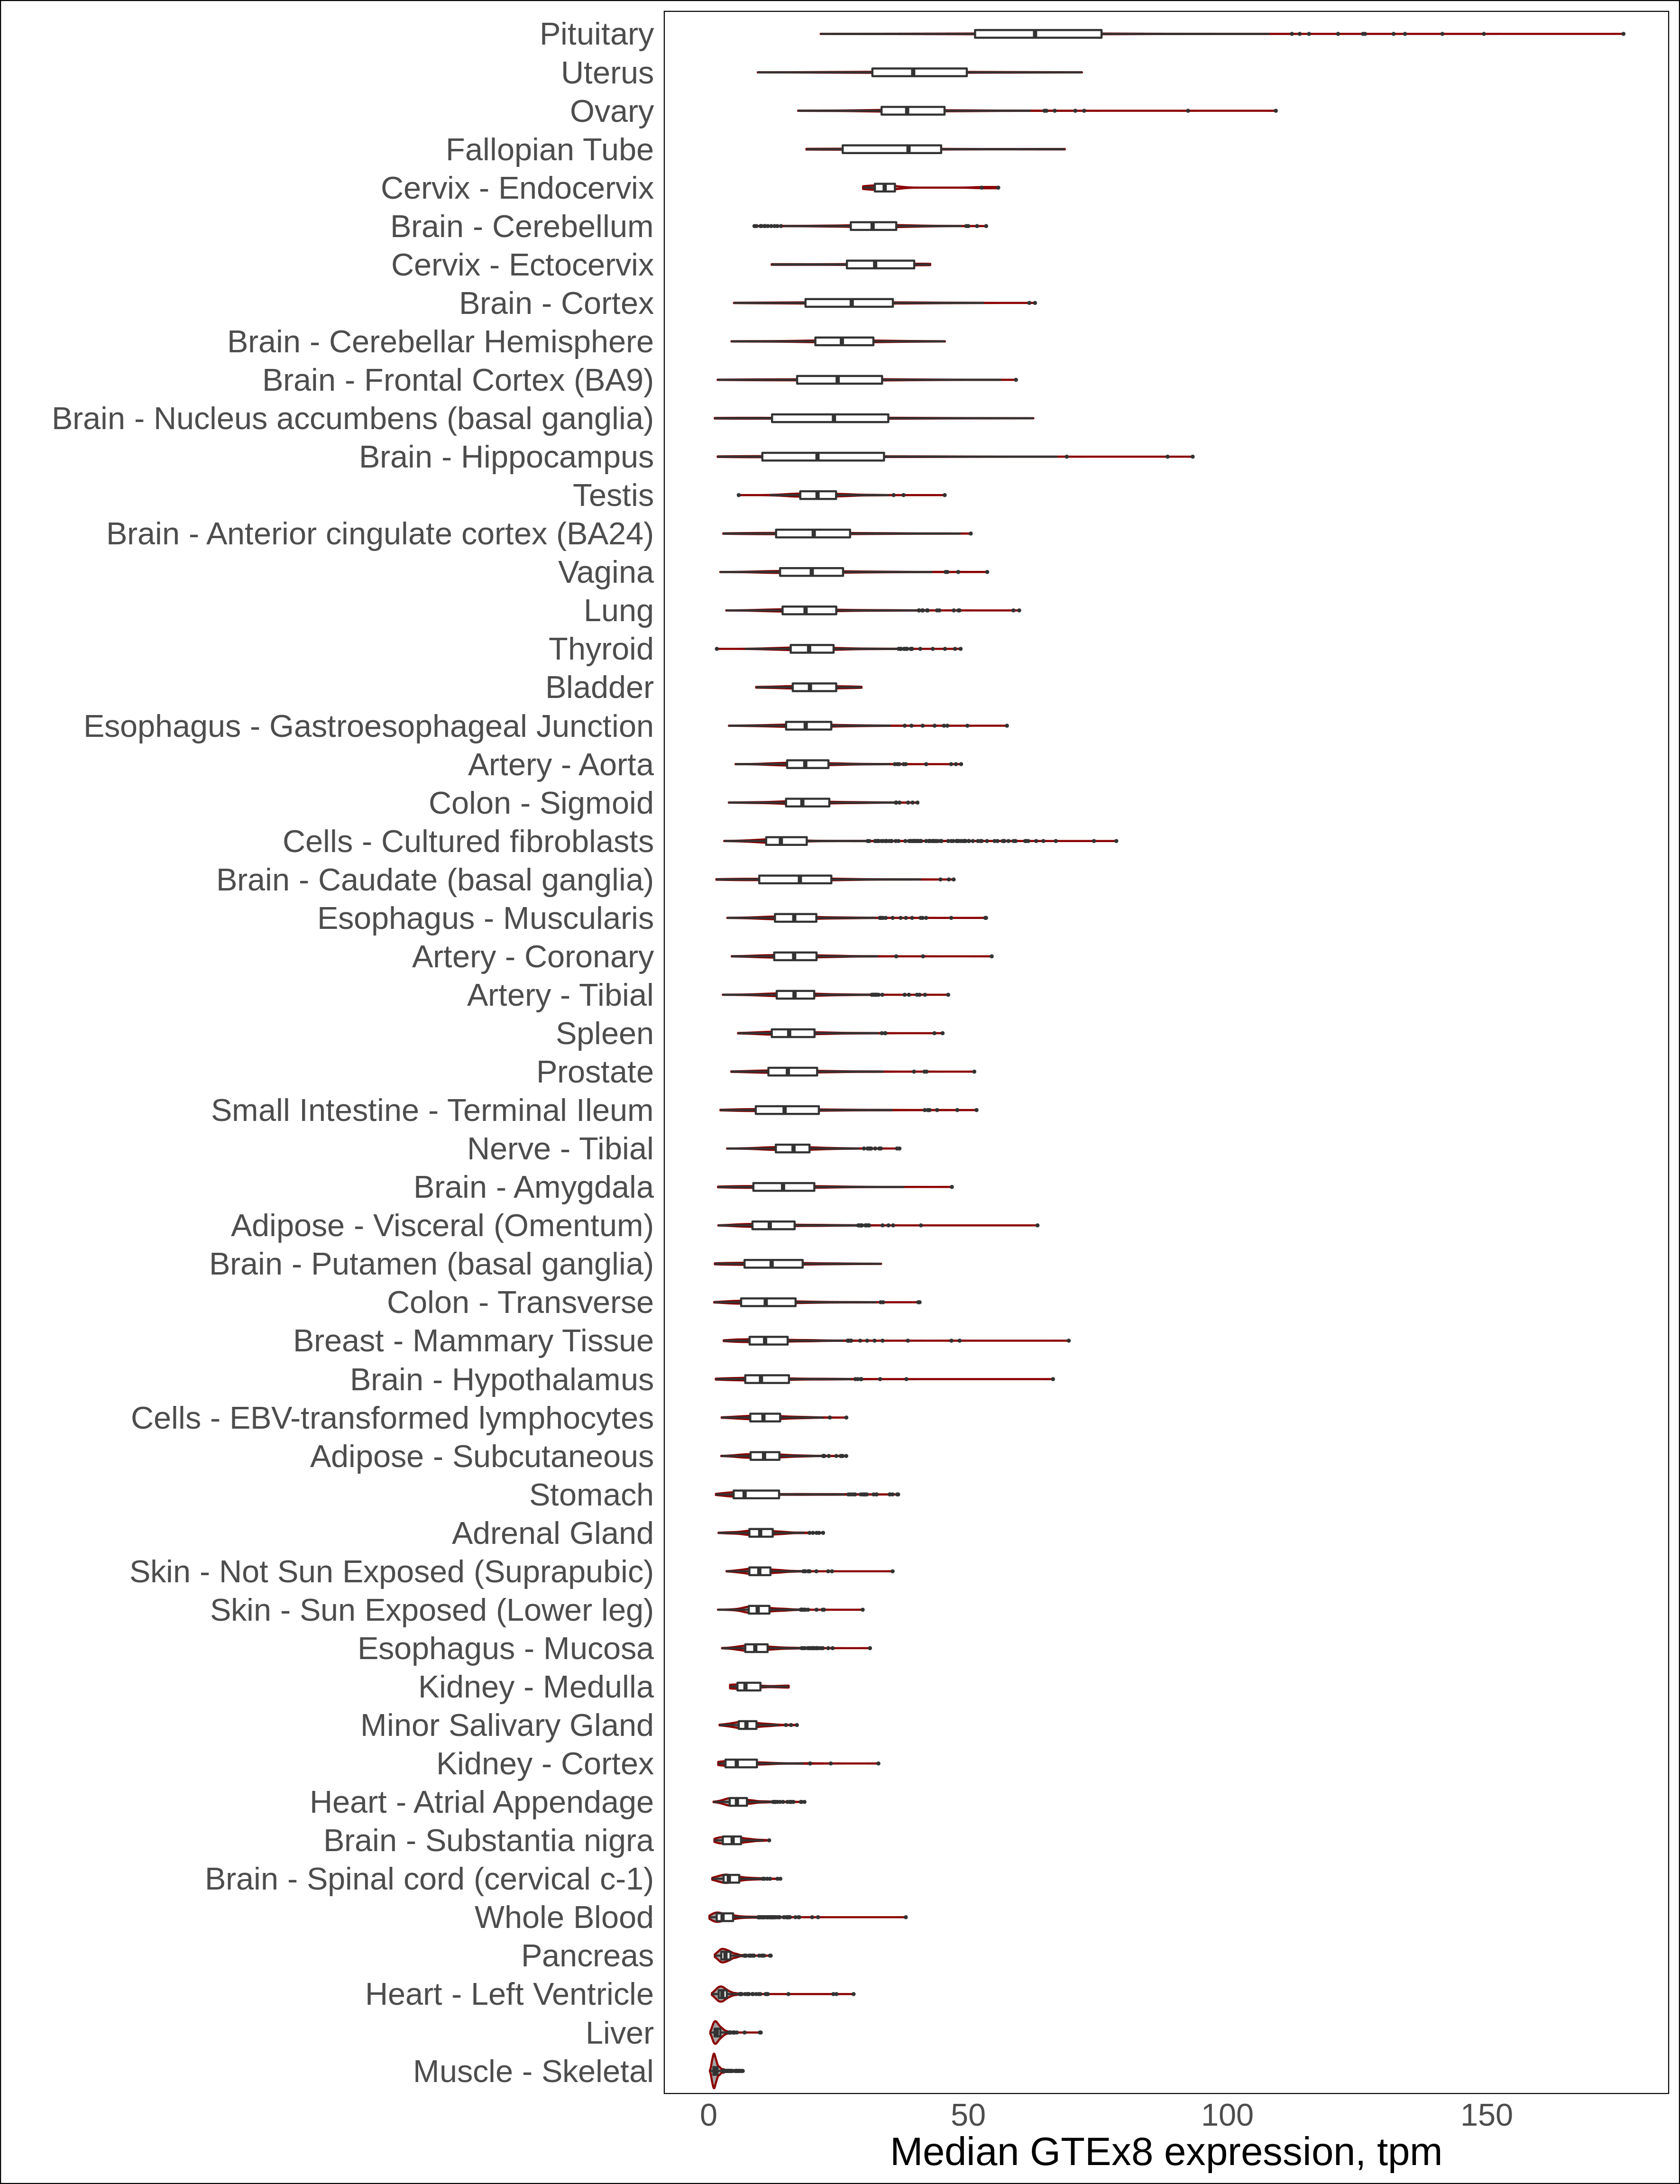 Pituitary
Uterus
Ovary
Fallopian Tube
Cervix - Endocervix
Brain - Cerebellum
Cervix - Ectocervix
Brain - Cortex
Brain - Cerebellar Hemisphere
Brain - Frontal Cortex (BA9)
Brain - Nucleus accumbens (basal ganglia)
Brain - Hippocampus
Testis
Brain - Anterior cingulate cortex (BA24)
Vagina
Lung
Thyroid
Bladder
Esophagus - Gastroesophageal Junction
Artery - Aorta
Colon - Sigmoid
Cells - Cultured fibroblasts
Brain - Caudate (basal ganglia)
Esophagus - Muscularis
Artery - Coronary
Artery - Tibial
Spleen
Prostate
Small Intestine - Terminal Ileum
Nerve - Tibial
Brain - Amygdala
Adipose - Visceral (Omentum)
Brain - Putamen (basal ganglia)
Colon - Transverse
Breast - Mammary Tissue
Brain - Hypothalamus
Cells - EBV-transformed lymphocytes
Adipose - Subcutaneous
Stomach
Adrenal Gland
Skin - Not Sun Exposed (Suprapubic)
Skin - Sun Exposed (Lower leg)
Esophagus - Mucosa
Kidney - Medulla
Minor Salivary Gland
Kidney - Cortex
Heart - Atrial Appendage
Brain - Substantia nigra
Brain - Spinal cord (cervical c-1)
Whole Blood
Pancreas
Heart - Left Ventricle
Liver
Muscle - Skeletal
0 50 100 150
Median GTEx8 expression, tpm